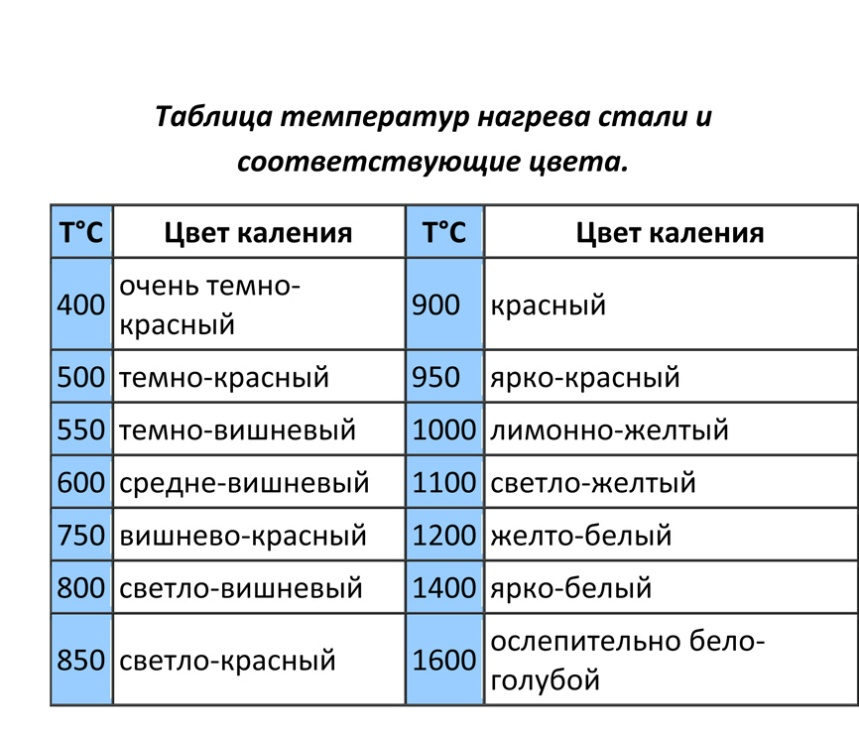 Таблица температур нагрева стали и
соответствующие цвета.
T°C Цвет каления T°C Цвет каления
400 очень темно-
красный 900 красный
500 темно-красный 950 ярко-красный
550 темно-вишневый 1000 лимонно-желтый
600 средне-вишневый 1100 светло-желтый
750 вишнево-красный 1200 желто-белый
800 светло-вишневый 1400 ярко-белый
850 светло-красный 1600 ослепительно бело-
голубой